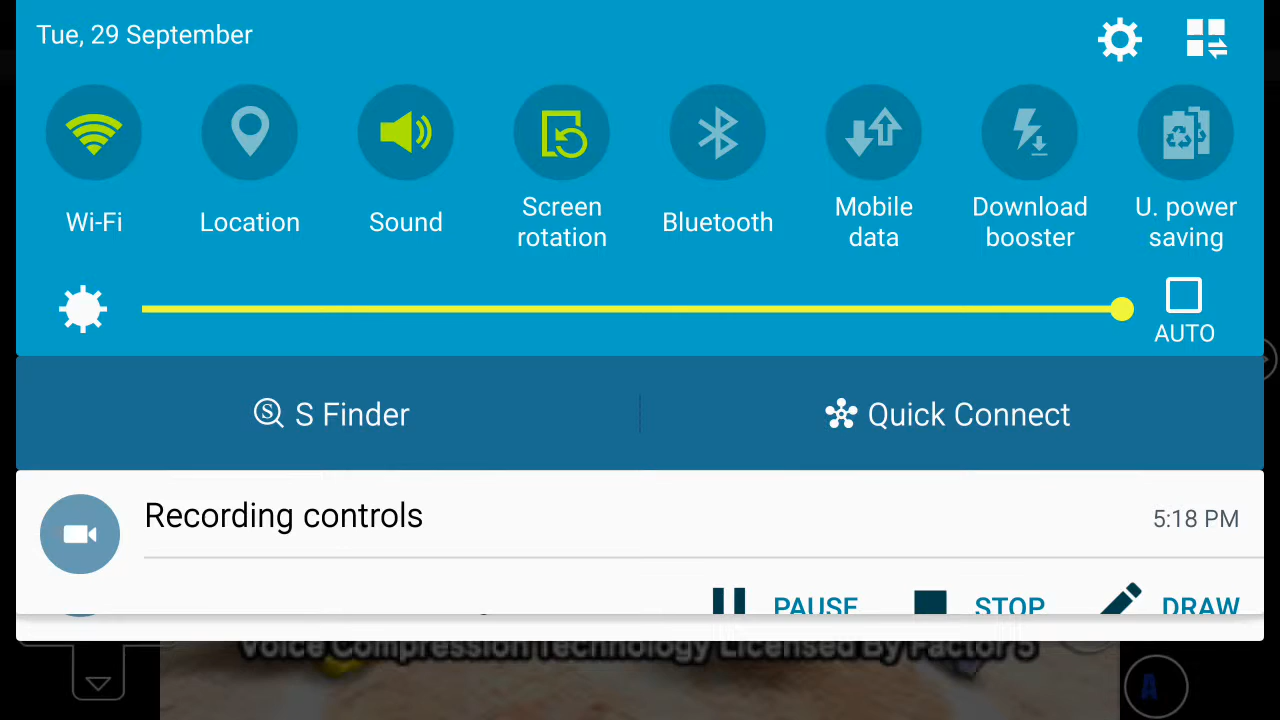 Tue, 29 September
Wi-Fi
Location
Sound
Screen
rotation
Bluetooth
Mobile
data
Download
booster
U. power
saving
AUTO
S Finder
Quick Connect
Recording controls
5:18 PM
PAUSE
STOP
DRAW
Voice Compression Technology Licensed By Factor 5
A